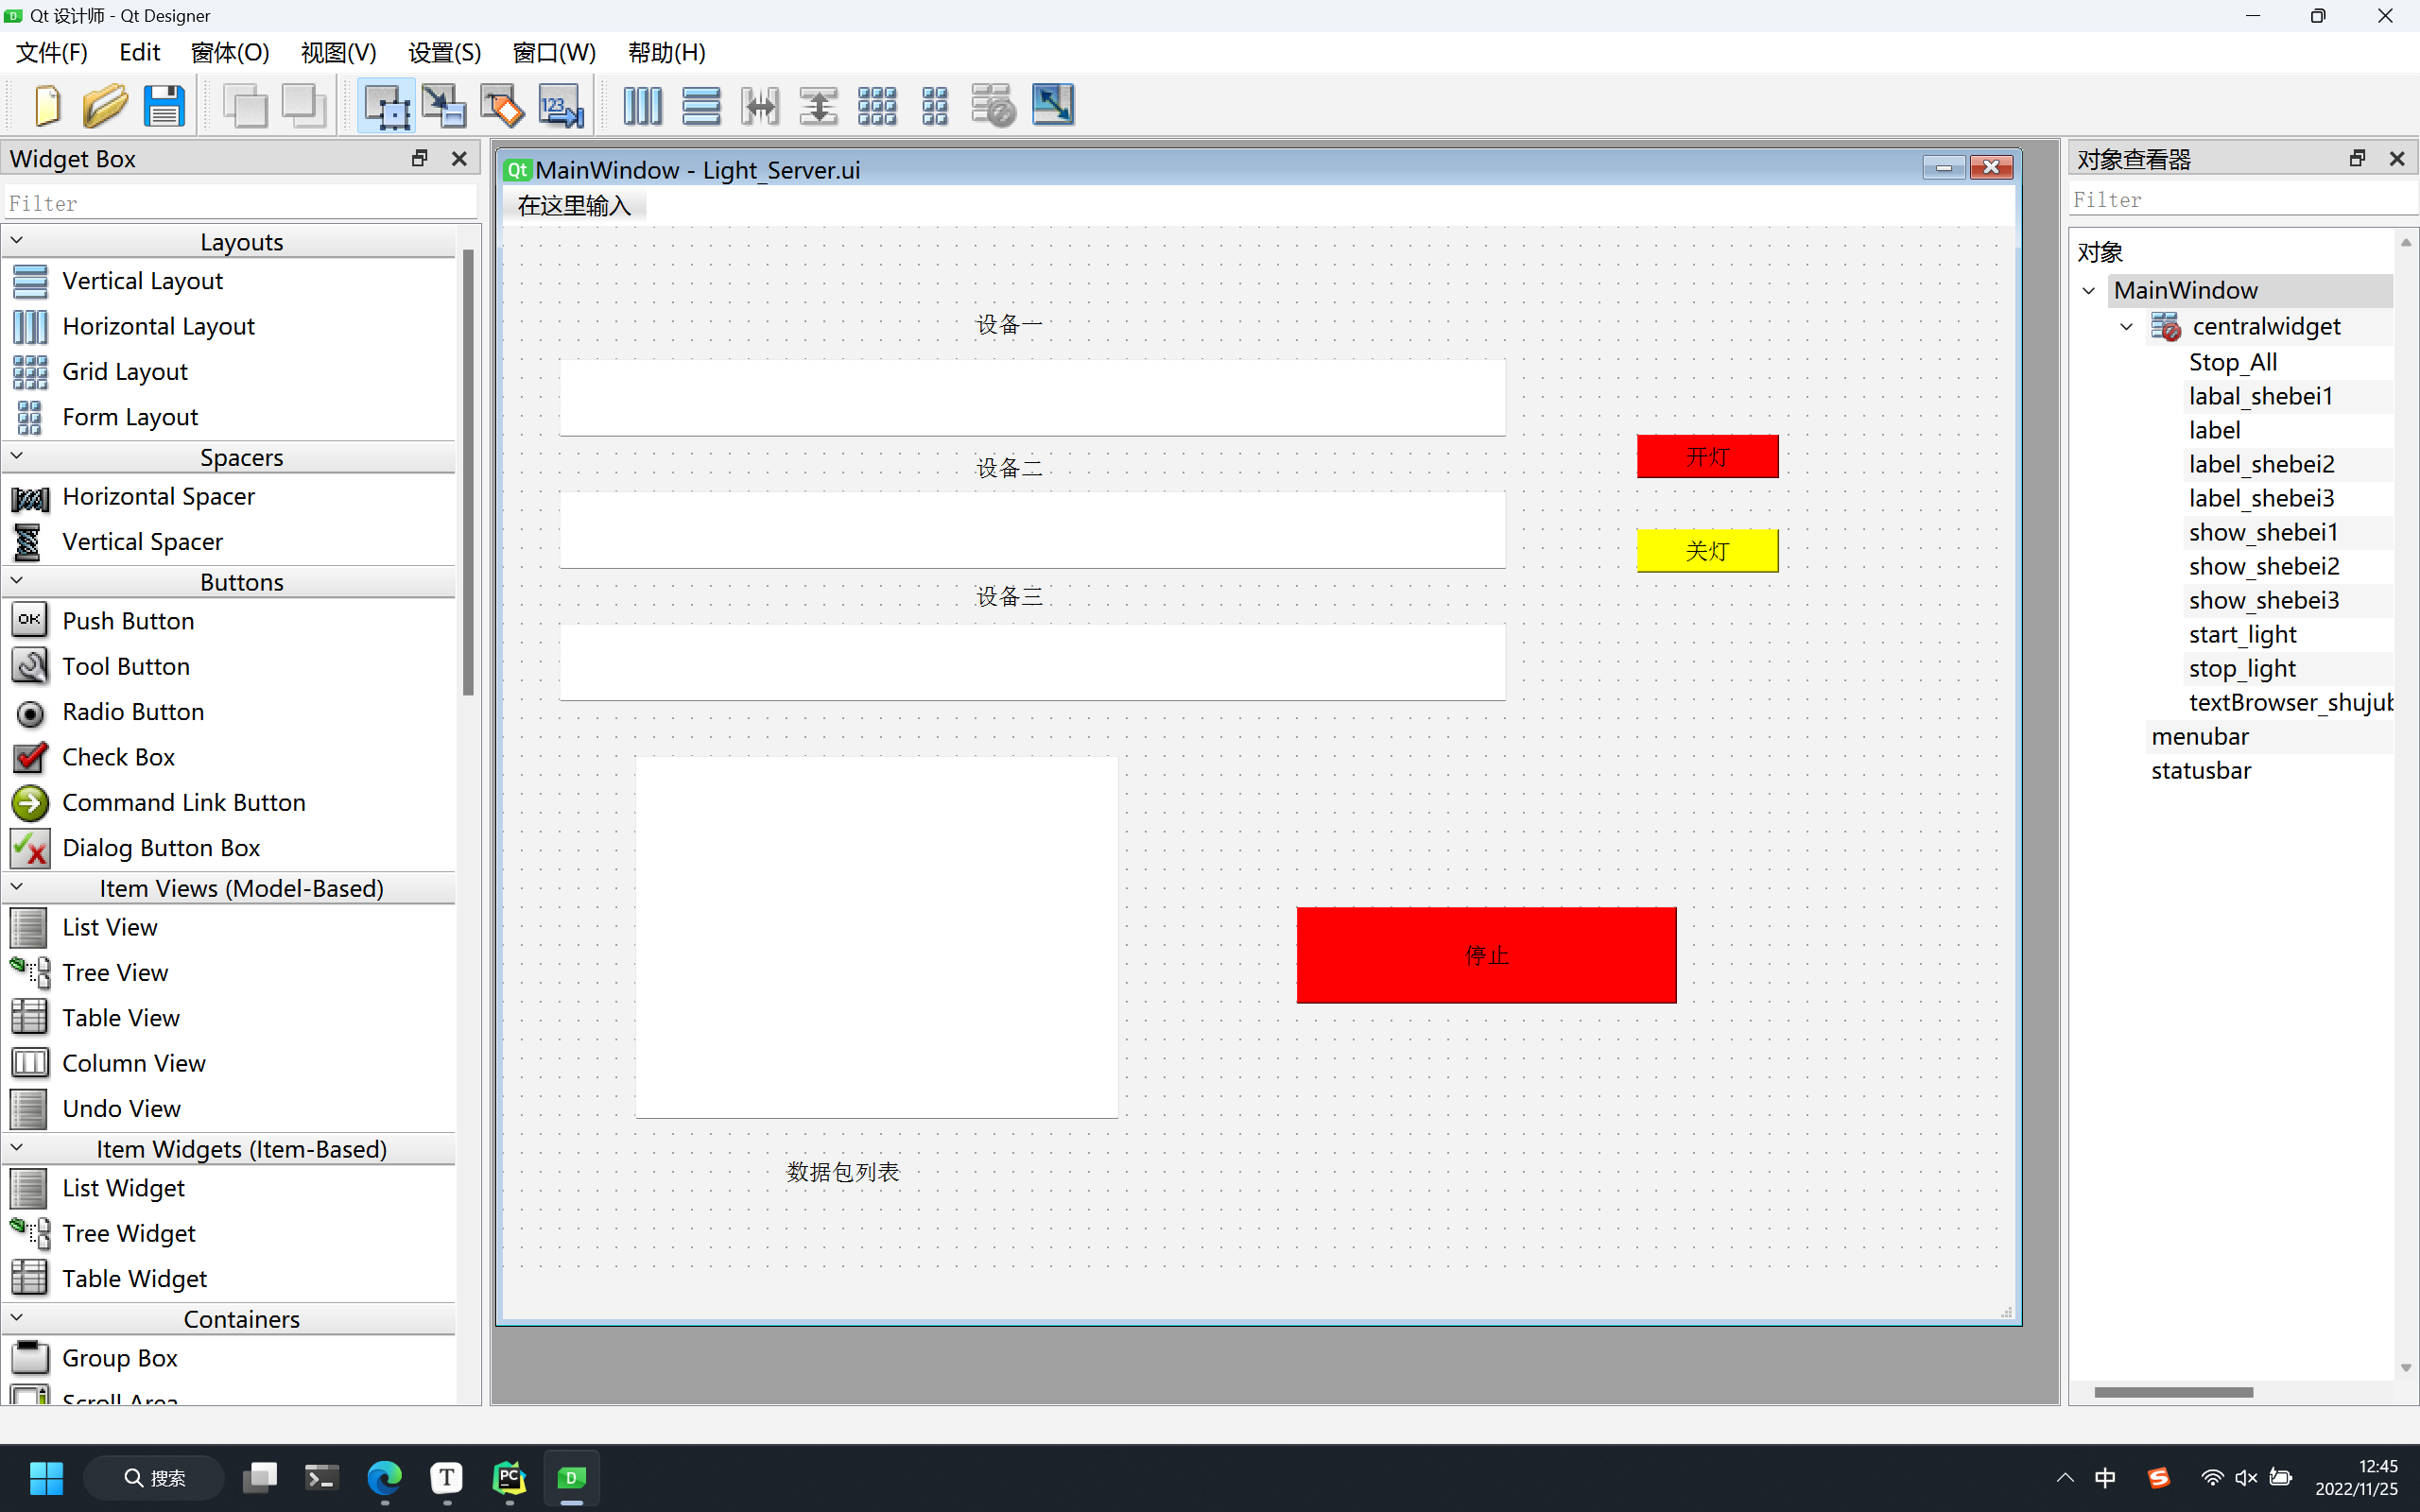 Qt 设计师 - Qt Designer
文件(F) Edit 窗体(O) 视图(V) 设置(S) 窗口(W) 帮助(H)
123
Widget Box
Filter
Layouts
Vertical Layout
Horizontal Layout
Grid Layout
Form Layout
Spacers
Horizontal Spacer
Vertical Spacer
Buttons
OK Push Button
Tool Button
Radio Button
Check Box
Command Link Button
Dialog Button Box
Item Views (Model-Based)
List View
Tree View
Table View
Column View
Undo View
Item Widgets (Item-Based)
List Widget
Tree Widget
Table Widget
Containers
Group Box
Scroll Area
Qt MainWindow - Light_Server.ui
在这里输入
设备一
设备二
设备三
开灯
关灯
停止
数据包列表
对象查看器
Filter
对象
MainWindow
centralwidget
Stop_All
labal_shebei1
label
label_shebei2
label_shebei3
show_shebei1
show_shebei2
show_shebei3
start_light
stop_light
textBrowser_shujub
menubar
statusbar
搜索
T
PC
D
中
S
12:45
2022/11/25